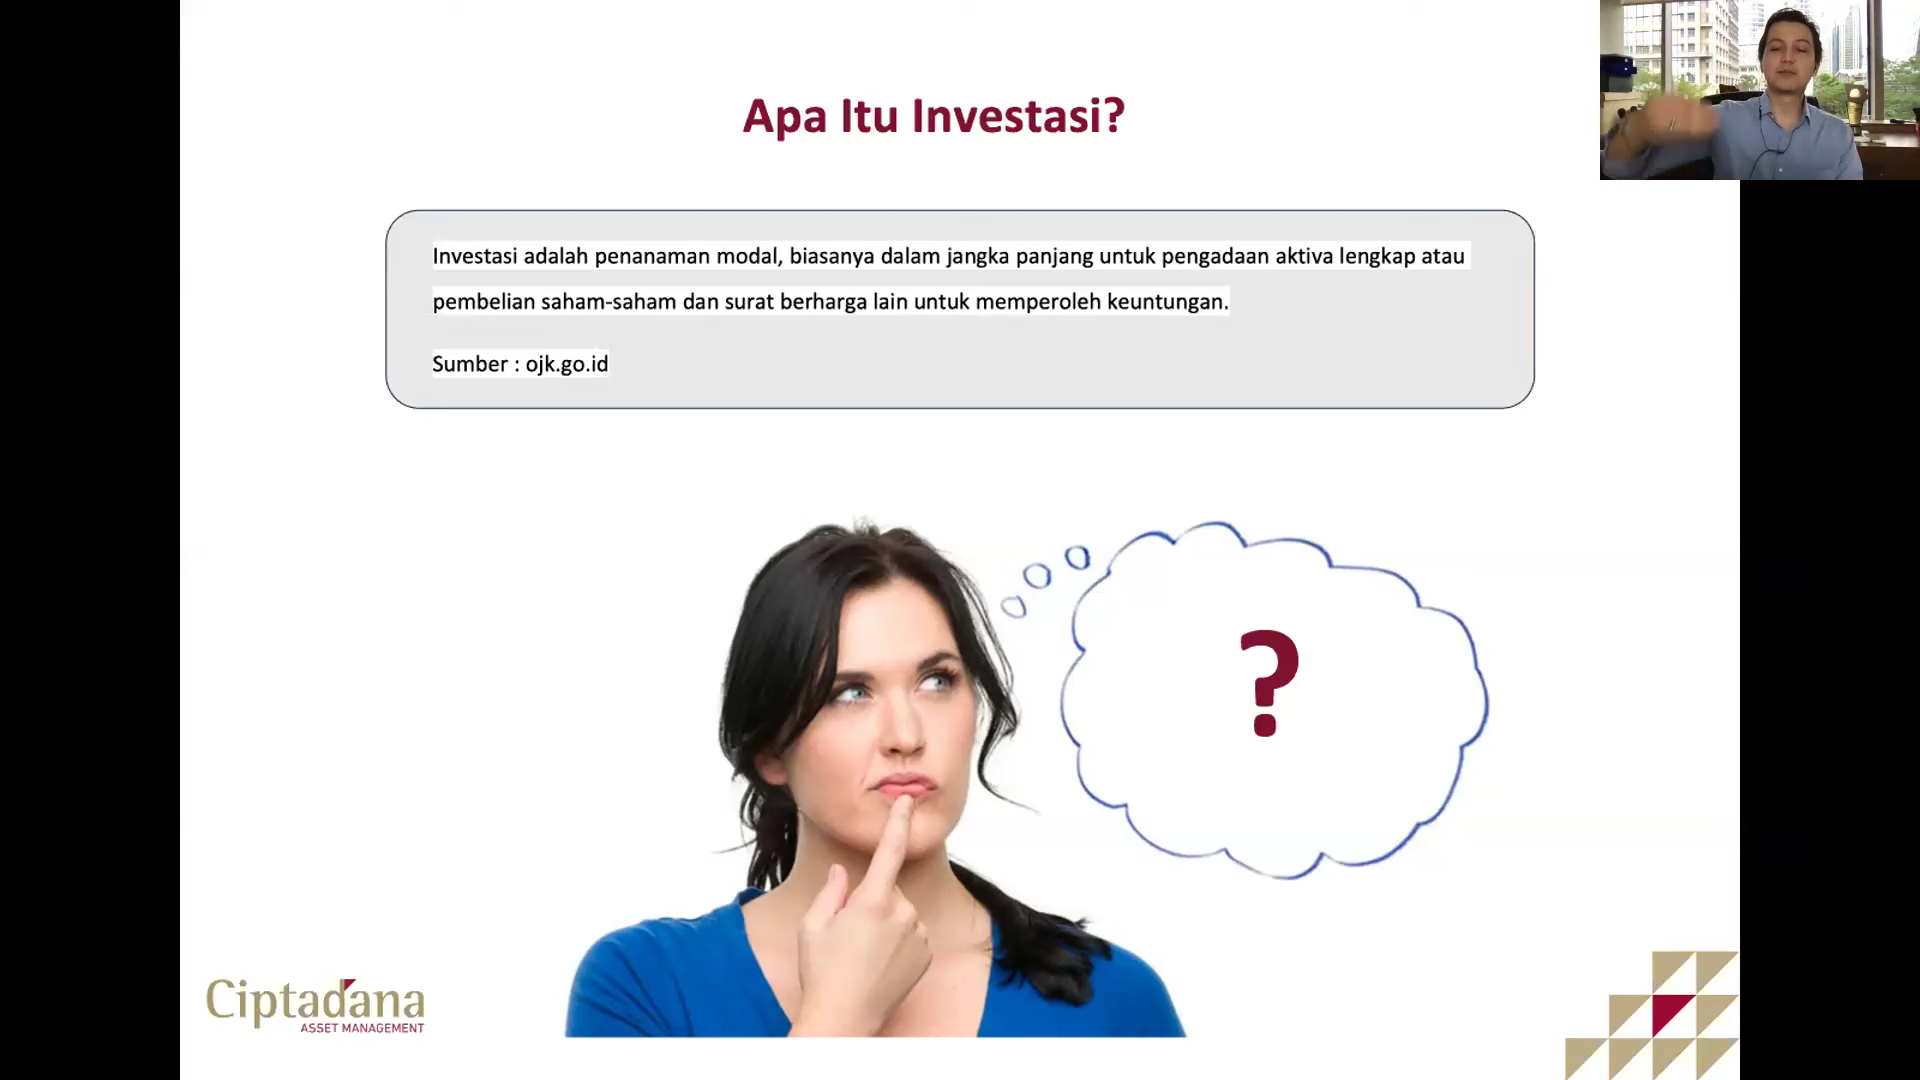 Apa Itu Investasi?
Investasi adalah penanaman modal, biasanya dalam jangka panjang untuk pengadaan aktiva lengkap atau
pembelian saham-saham dan surat berharga lain untuk memperoleh keuntungan.
Sumber : ojk.go.id
?
Ciptadana
ASSET MANAGEMENT